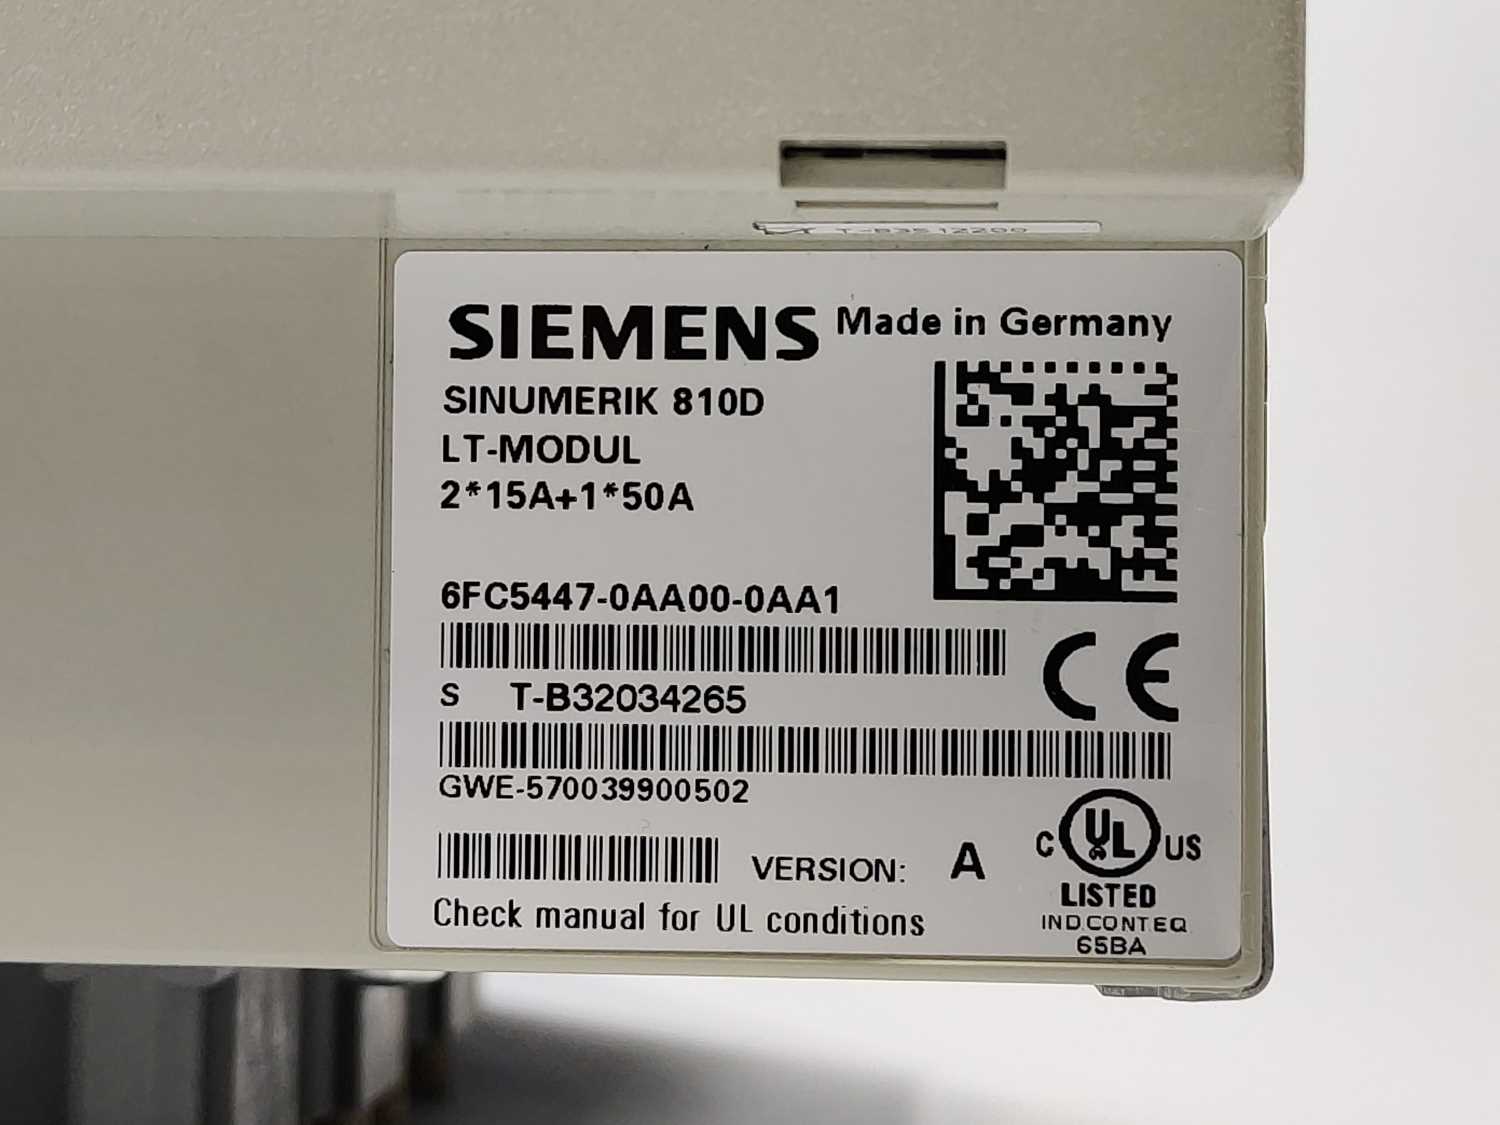 SIEMENS Made in Germany
SINUMERIK 810D
LT-MODUL
2*15A+1*50A
6FC5447-0AA00-0AA1
S T-B32034265
GWE-570039900502
VERSION: A
Check manual for UL conditions
CE
C UL US
LISTED
IND.CONT.EQ
65BA